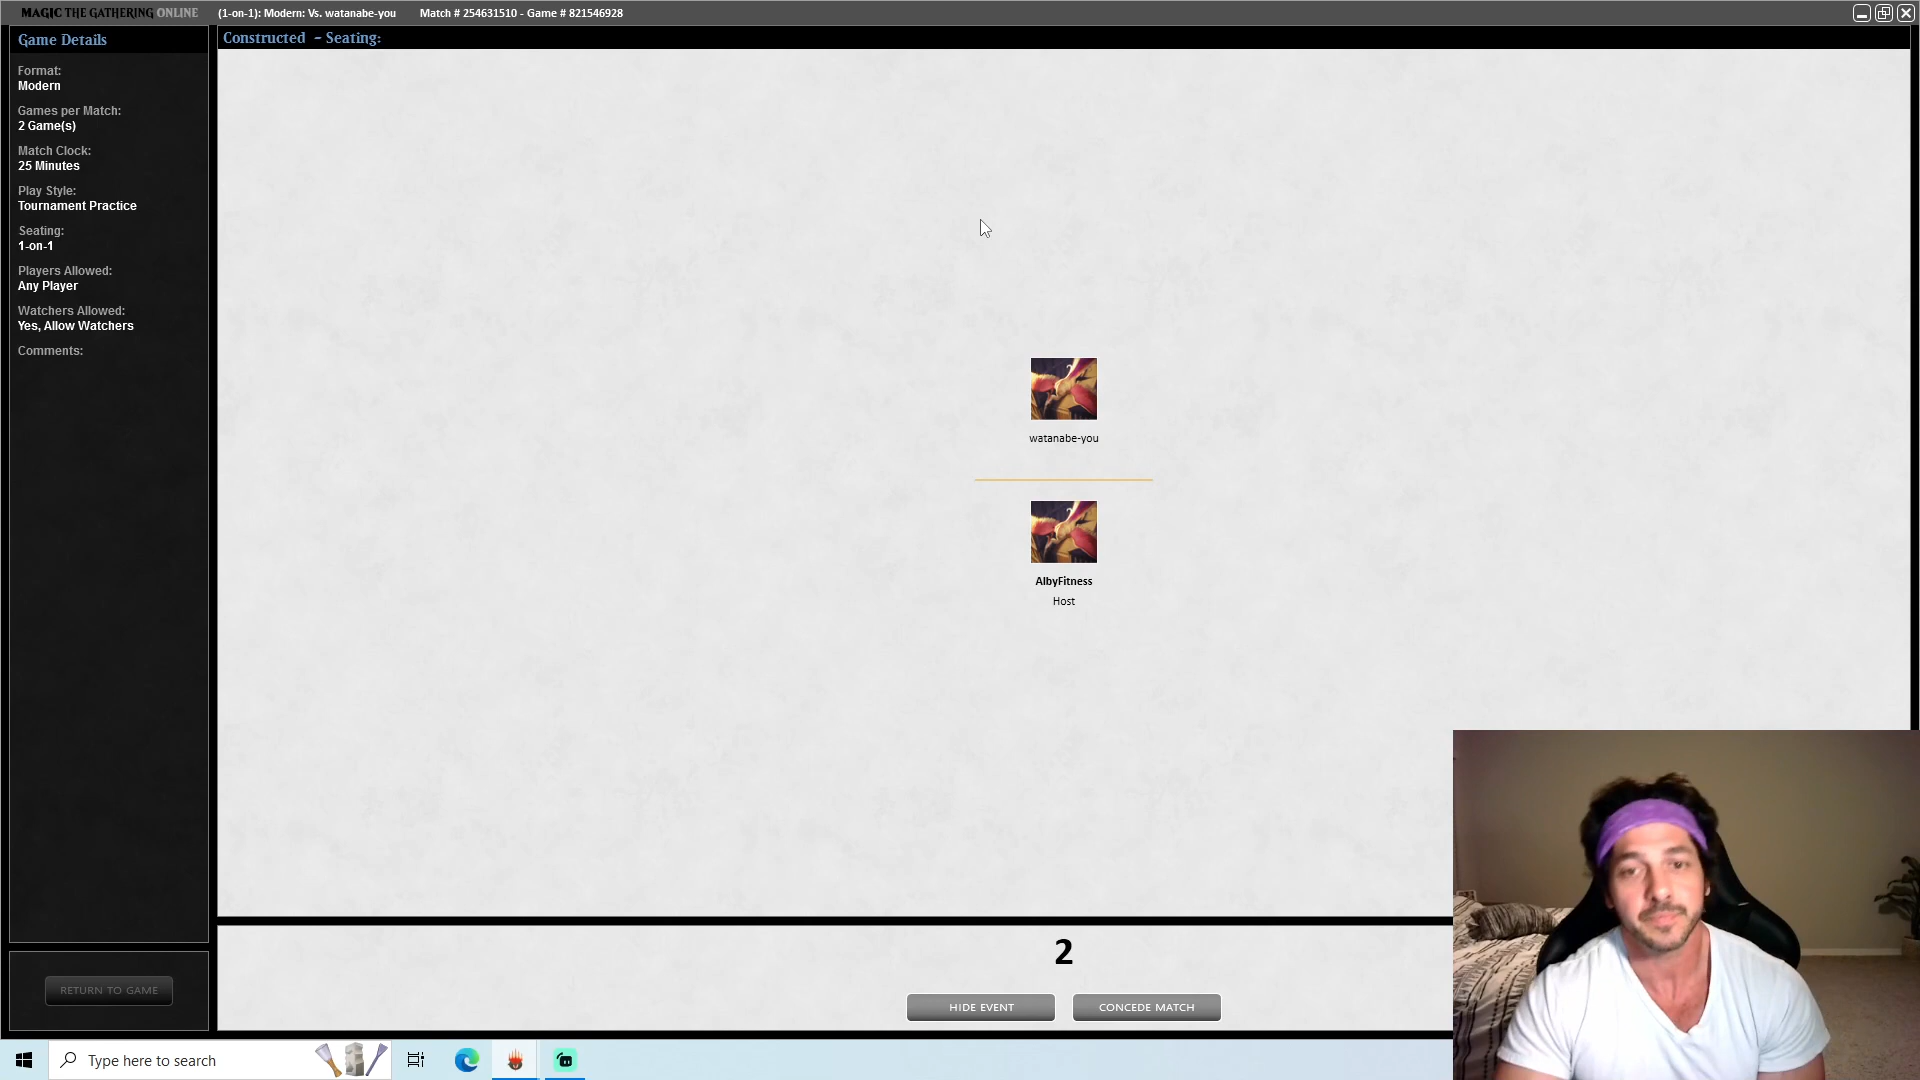 MAGIC THE GATHERING ONLINE
(1-on-1): Modern: Vs. watanabe-you
Match # 254631510 - Game # 821546928
Game Details
Format:
Modern
Games per Match:
2 Game(s)
Match Clock:
25 Minutes
Play Style:
Tournament Practice
Seating:
1-on-1
Players Allowed:
Any Player
Watchers Allowed:
Yes, Allow Watchers
Comments:
RETURN TO GAME
Constructed - Seating:
watanabe-you
AlbyFitness
Host
2
HIDE EVENT
CONCEDE MATCH
Type here to search